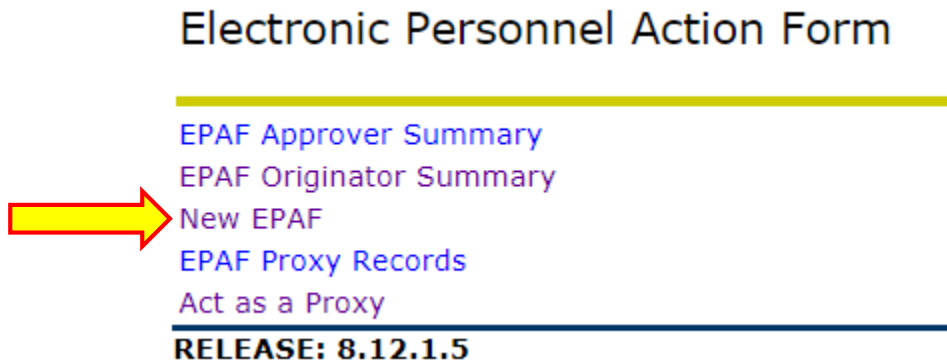 Electronic Personnel Action Form
EPAF Approver Summary
EPAF Originator Summary
New EPAF
EPAF Proxy Records
Act as a Proxy
RELEASE: 8.12.1.5